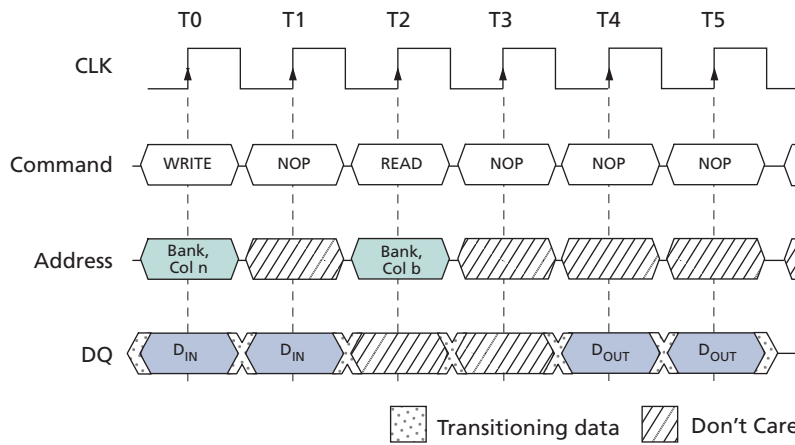 T0 T1 T2 T3 T4 T5
CLK
Command WRITE NOP READ NOP NOP NOP
Address Bank, Col n Bank, Col b
DQ DIN DIN DOUT DOUT
Transitioning data Don't Care